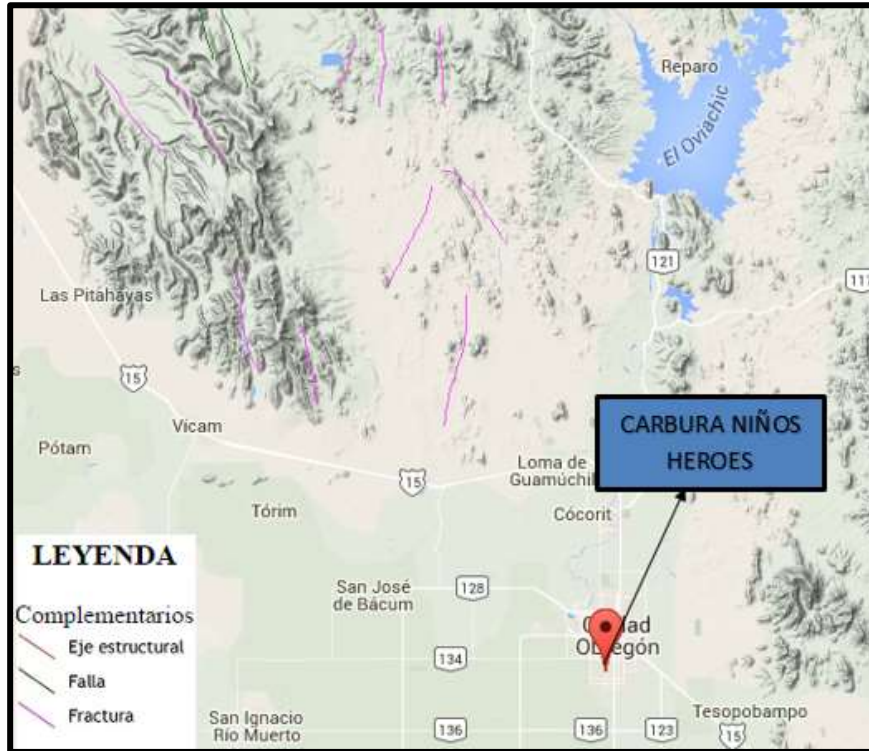 Reparo
El Oviachic
121
117
Las Pitahayas
15
CARBURA NIÑOS
HEROES
Vicam
Pótam
Loma de
Guamúchil
15
Tórim
Cócorit
LEYENDA
Complementarios
Eje estructural
Falla
Fractura
San José
de Bácum
128
Ciudad
Obregón
134
San Ignacio
Río Muerto
136
136
123
Tesopobampo
15